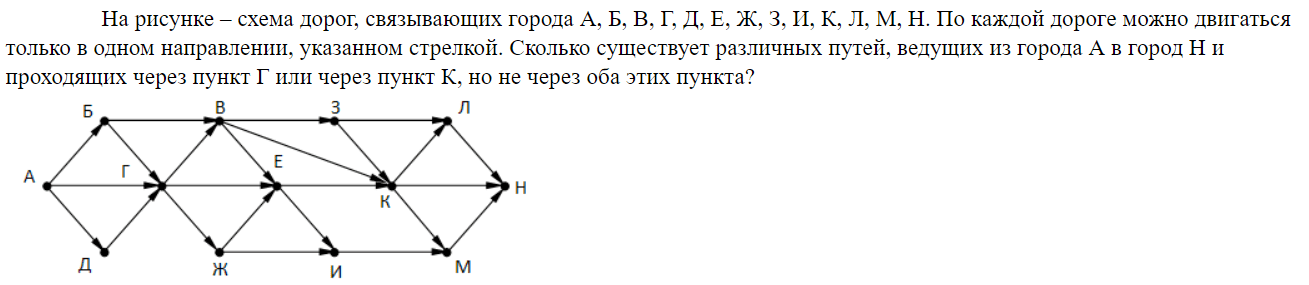 На рисунке – схема дорог, связывающих города А, Б, В, Г, Д, Е, Ж, З, И, К, Л, М, Н. По каждой дороге можно двигаться
только в одном направлении, указанном стрелкой. Сколько существует различных путей, ведущих из города А в город Н и
проходящих через пункт Г или через пункт К, но не через оба этих пункта?
Б В З Л
А Г Е К Н
Д Ж И М